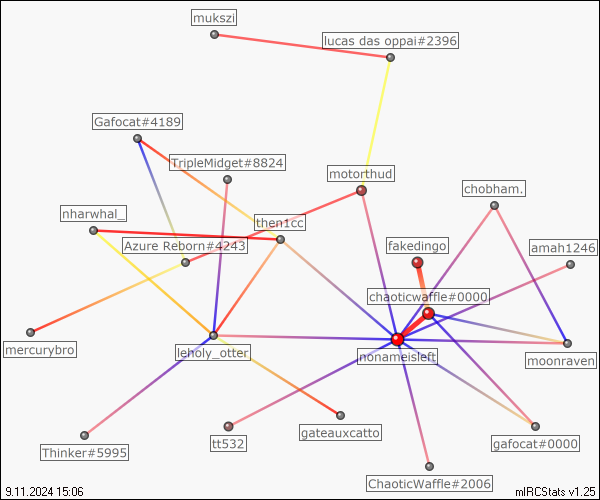 mukszi
lucas das oppai#2396
Gafocat#4189
TripleMidget#8824
motorthud
chobham.
nharwhal_
then1cc
Azure Reborn#4243
fakedingo
amah1246
chaoticwaffle#0000
mercurybro
leholy_otter
nonameisleft
moonraven
Thinker#5995
tt532
gateauxcatto
gafocat#0000
ChaoticWaffle#2006
9.11.2024 15:06
mIRCStats v1.25